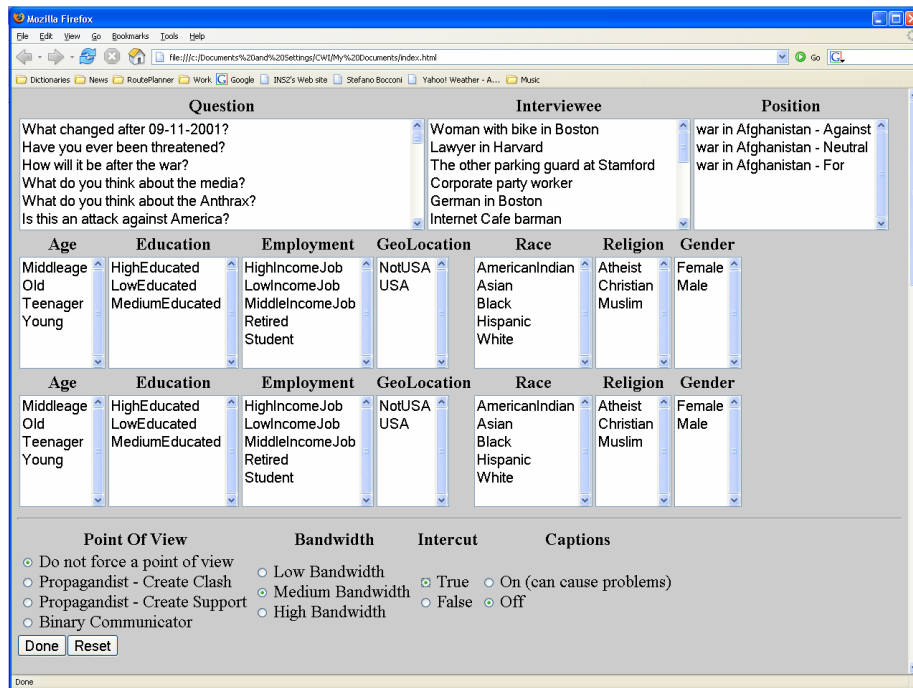 Mozilla Firefox
File Edit View Go Bookmarks Tools Help
file:///c:/Documents%20and%20Settings/CWI/My%20Documents/index.html Go G
Dictionaries News RoutePlanner Work Google INS2's Web site Stefano Bocconi Yahoo! Weather - A... Music
Question Interviewee Position
What changed after 09-11-2001? Woman with bike in Boston war in Afghanistan - Against
Have you ever been threatened? Lawyer in Harvard war in Afghanistan - Neutral
How will it be after the war? The other parking guard at Stamford war in Afghanistan - For
What do you think about the media? Corporate party worker
What do you think about the Anthrax? German in Boston
Is this an attack against America? Internet Cafe barman
Age Education Employment GeoLocation Race Religion Gender
Middleage HighEducated HighIncomeJob NotUSA AmericanIndian Atheist Female
Old LowEducated LowIncomeJob USA Asian Christian Male
Teenager MediumEducated MiddleIncomeJob Black Muslim
Young Retired Hispanic
Student White
Age Education Employment GeoLocation Race Religion Gender
Middleage HighEducated HighIncomeJob NotUSA AmericanIndian Atheist Female
Old LowEducated LowIncomeJob USA Asian Christian Male
Teenager MediumEducated MiddleIncomeJob Black Muslim
Young Retired Hispanic
Student White
Point Of View Bandwidth Intercut Captions
Do not force a point of view Low Bandwidth
Propagandist - Create Clash Medium Bandwidth True On (can cause problems)
Propagandist - Create Support High Bandwidth False Off
Binary Communicator
Done Reset
Done